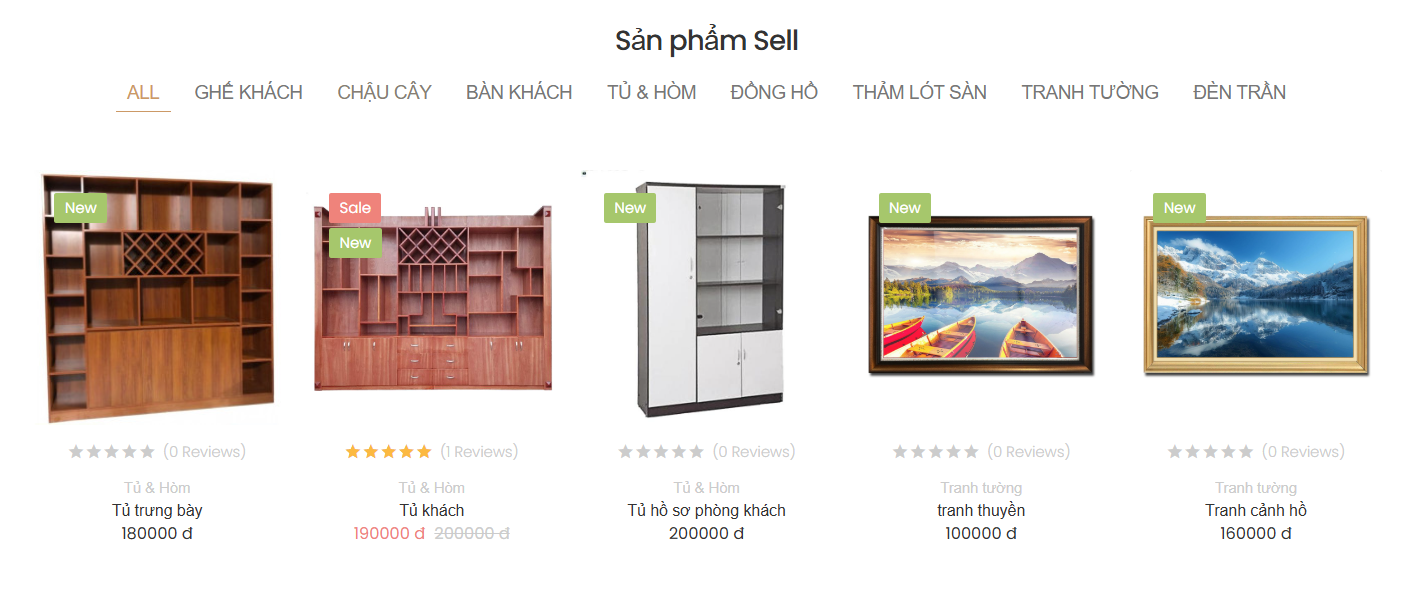 Sản phẩm Sell
ALL GHẾ KHÁCH CHẬU CÂY BÀN KHÁCH TỦ & HÒM ĐỒNG HỒ THẢM LÓT SÀN TRANH TƯỜNG ĐÈN TRẦN
New Sale New New New
New
(0 Reviews) (1 Reviews) (0 Reviews) (0 Reviews) (0 Reviews)
Tủ & Hòm Tủ & Hòm Tủ & Hòm Tranh tường Tranh tường
Tủ trưng bày Tủ khách Tủ hồ sơ phòng khách tranh thuyền Tranh cảnh hồ
180000 đ 190000 đ 200000 đ 200000 đ 100000 đ 160000 đ